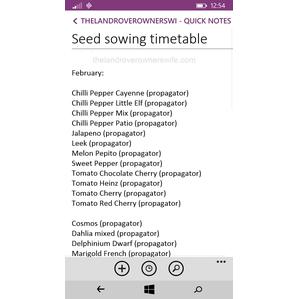 12:54
THELANDROVEROWNERSWI - QUICK NOTES
Seed sowing timetable
thelandroverownerswife.com
February:
Chilli Pepper Cayenne (propagator)
Chilli Pepper Little Elf (propagator)
Chilli Pepper Mix (propagator)
Chilli Pepper Patio (propagator)
Jalapeno (propagator)
Leek (propagator)
Melon Pepito (propagator)
Sweet Pepper (propagator)
Tomato Chocolate Cherry (propagator)
Tomato Heinz (propagator)
Tomato Cherry (propagator)
Tomato Red Cherry (propagator)
Cosmos (propagator)
Dahlia mixed (propagator)
Delphinium Dwarf (propagator)
Marigold French (propagator)